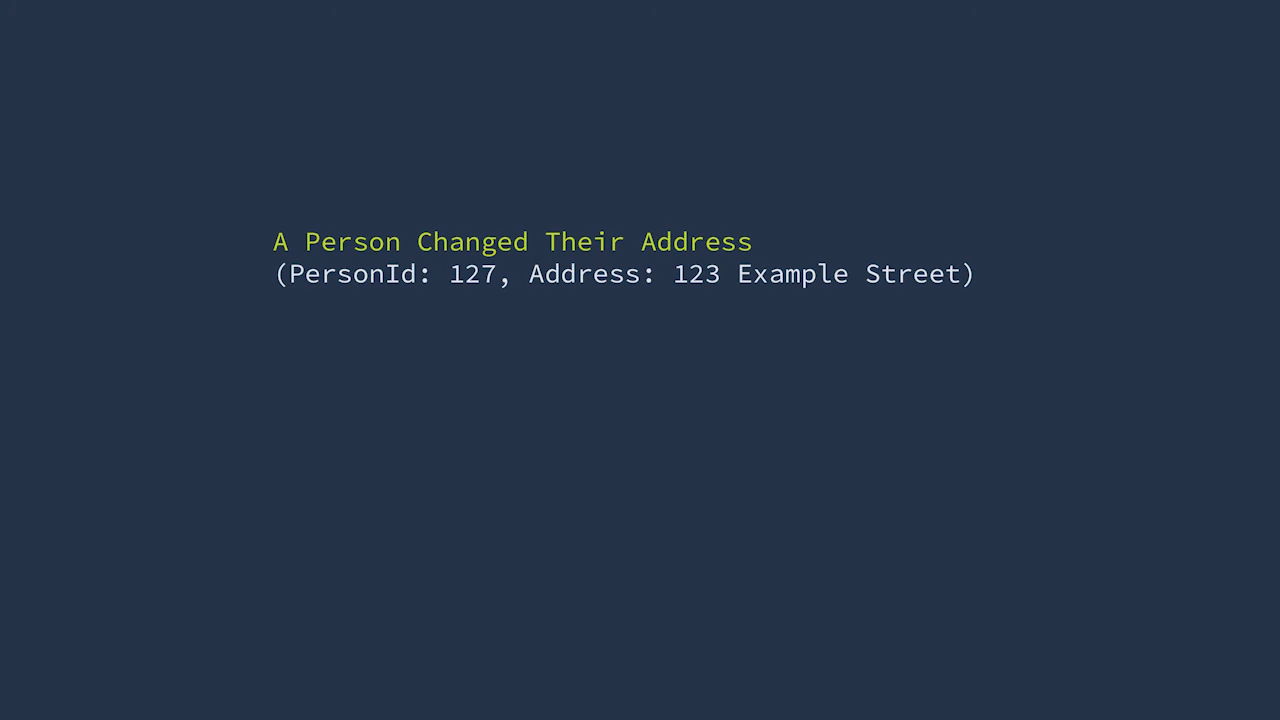 A Person Changed Their Address
(PersonId: 127, Address: 123 Example Street)